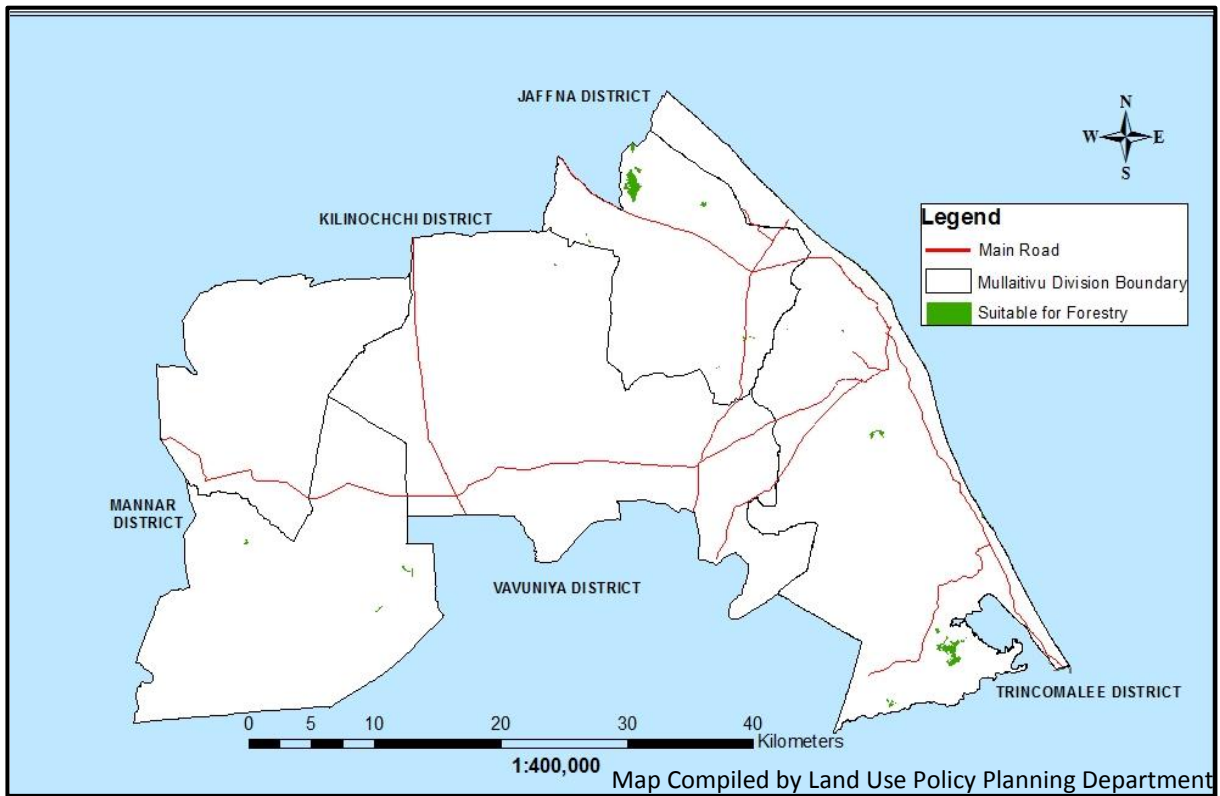 JAFFNA DISTRICT
N
W E
S
KILINOCHCHI DISTRICT
Legend
Main Road
Mullaitivu Division Boundary
Suitable for Forestry
MANNAR
DISTRICT
VAVUNIYA DISTRICT
TRINCOMALEE DISTRICT
0 5 10 20 30 40
Kilometers
1:400,000
Map Compiled by Land Use Policy Planning Department